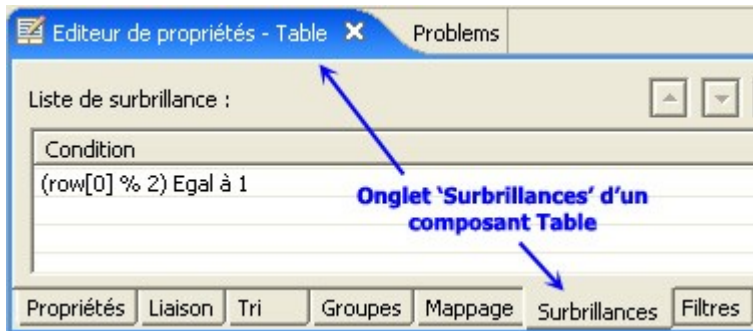 Editeur de propriétés - Table
Problems
Liste de surbrillance :
Condition
(row[0] % 2) Egal à 1
Onglet ‘Surbrillances’ d’un
composant Table
Propriétés Liaison Tri Groupes Mappage Surbrillances Filtres